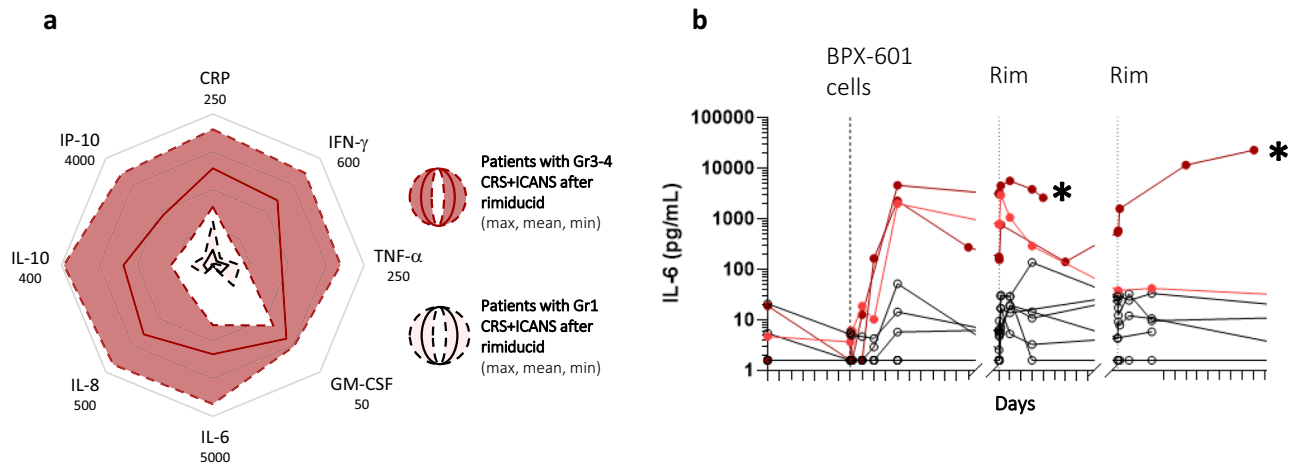 a
CRP
250
IFN-γ
600
TNF-α
250
GM-CSF
50
IL-6
5000
IL-8
500
IL-10
400
IP-10
4000
Patients with Gr3-4
CRS+ICANS after
rimiducid
(max, mean, min)
Patients with Gr1
CRS+ICANS after
rimiducid
(max, mean, min)
b
BPX-601
cells
Rim
Rim
IL-6 (pg/mL)
100000
10000
1000
100
10
1
*
*
Days